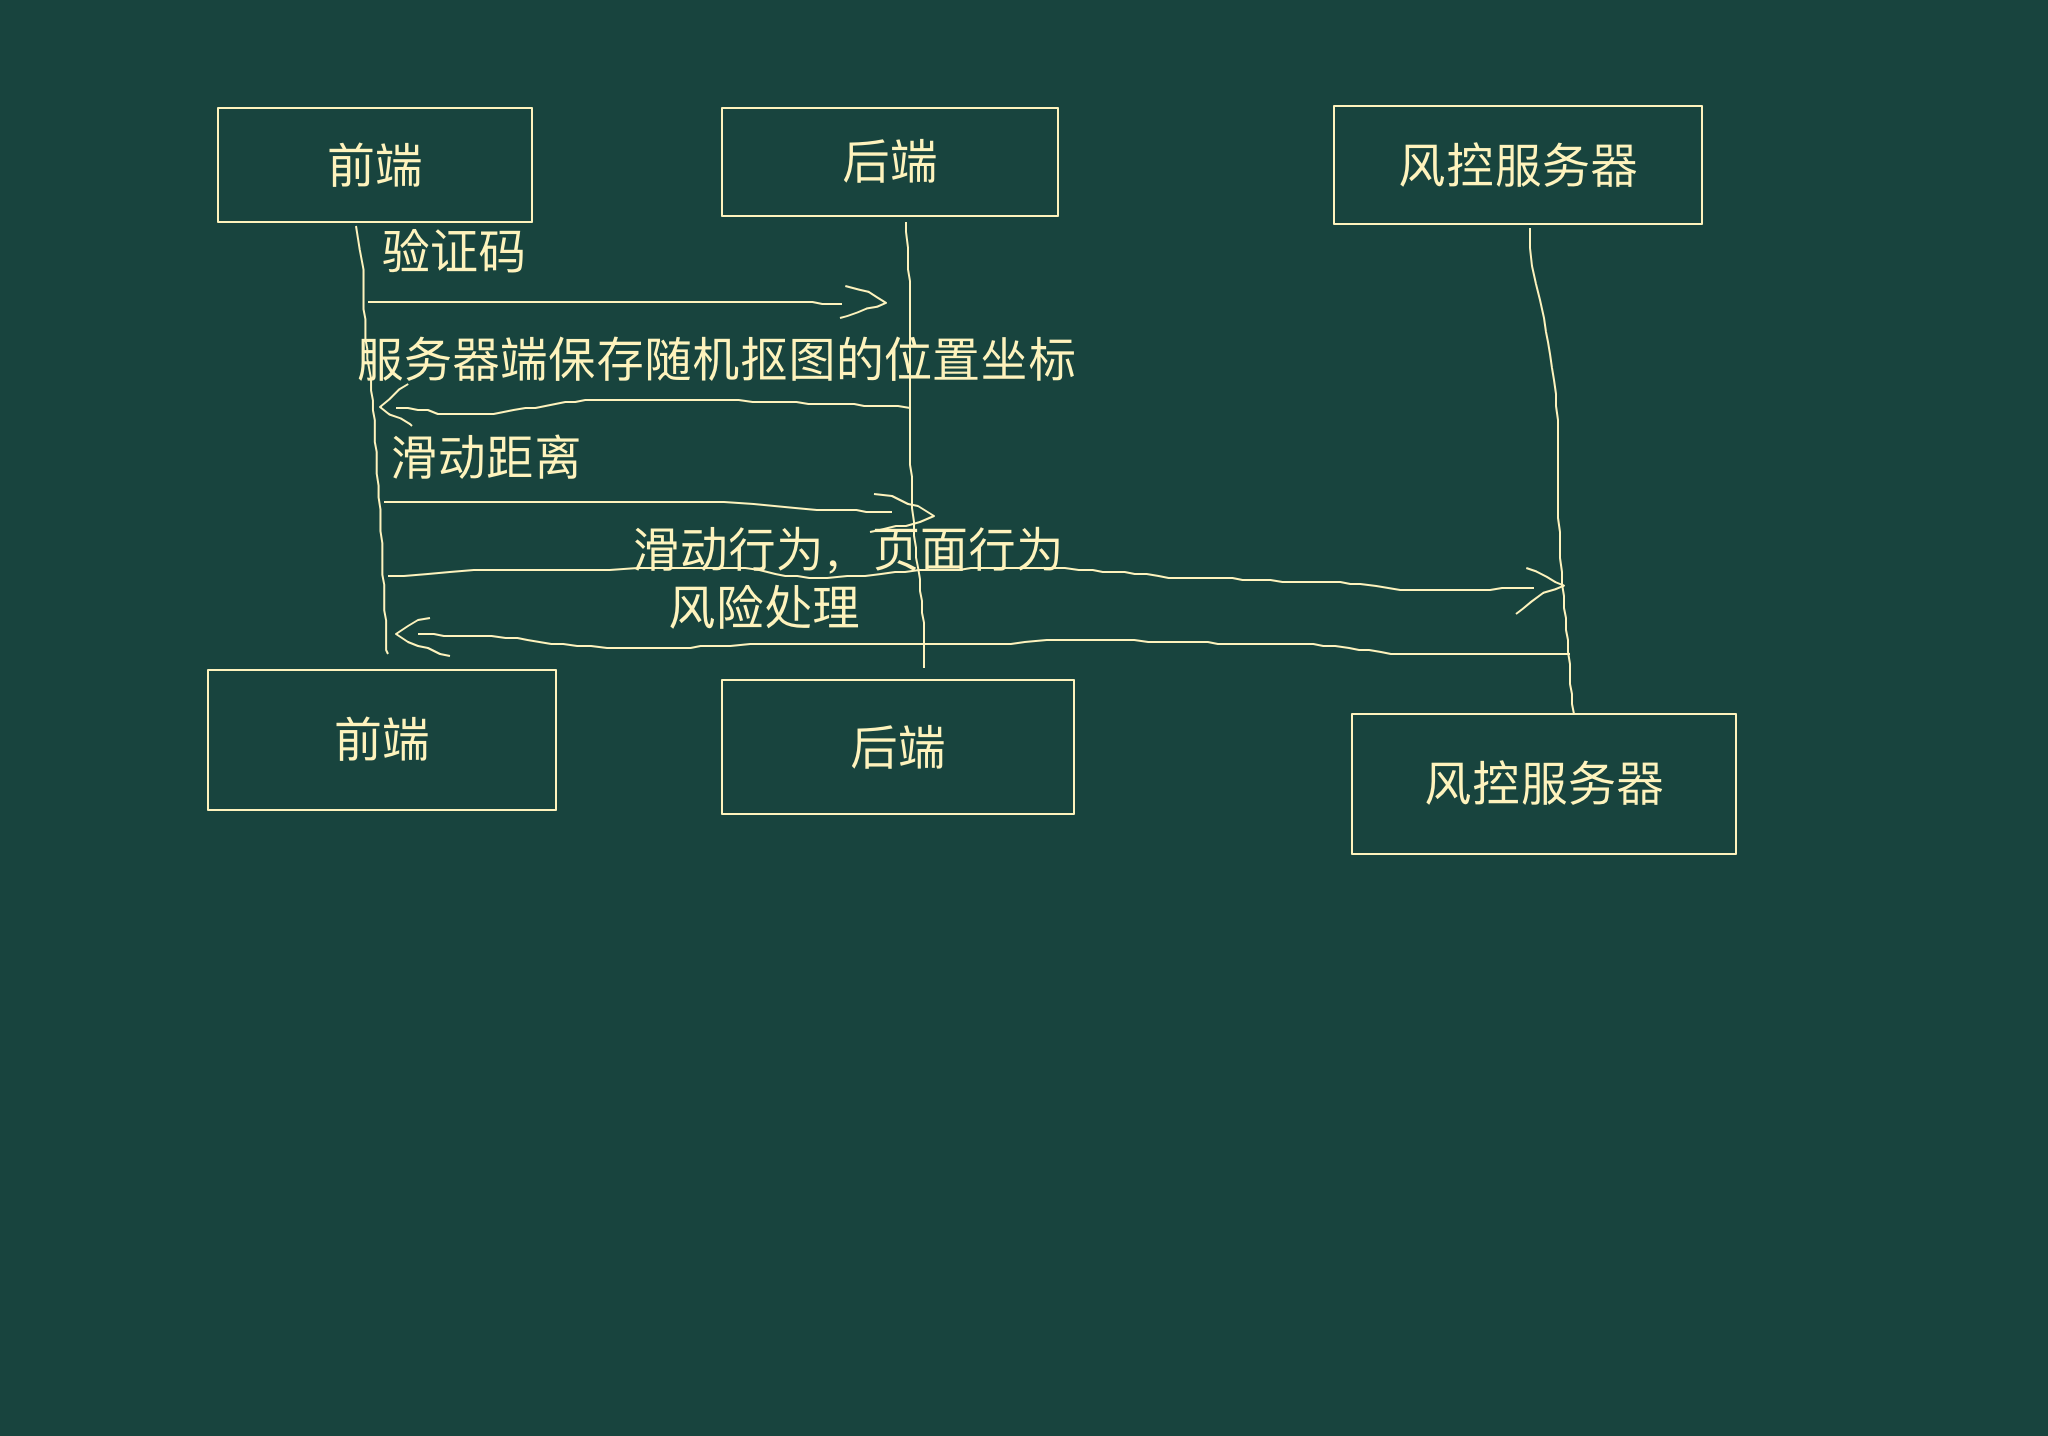 前端
后端
风控服务器
验证码
服务器端保存随机抠图的位置坐标
滑动距离
滑动行为，页面行为
风险处理
前端
后端
风控服务器